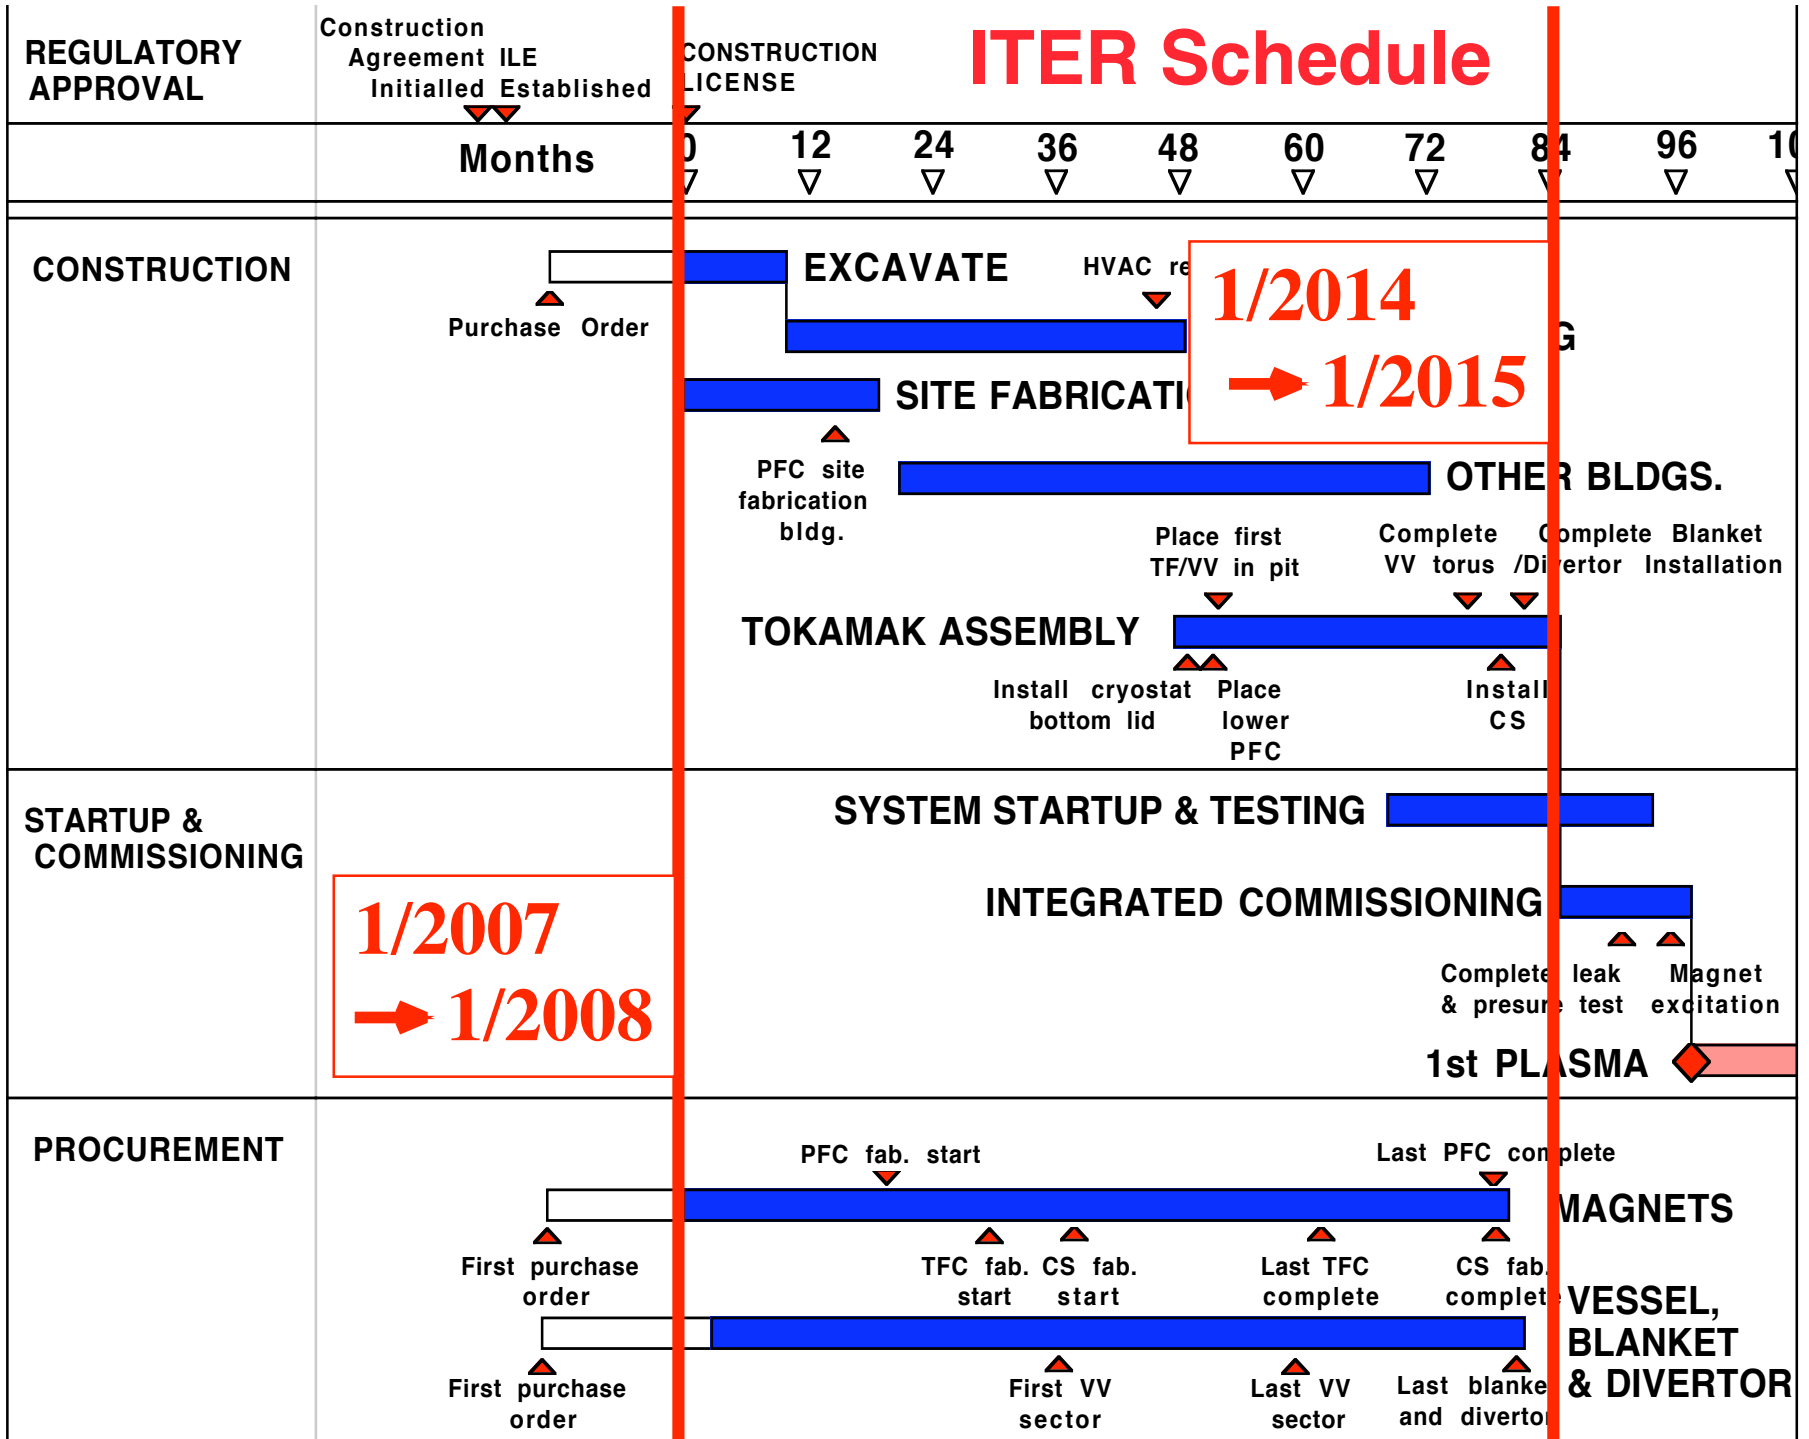 REGULATORY
APPROVAL
Construction
Agreement
Initialled
ILE
Established
CONSTRUCTION
LICENSE
ITER Schedule
Months
0 12 24 36 48 60 72 84 96
CONSTRUCTION
EXCAVATE
HVAC
Purchase Order
1/2014
1/2015
SITE
PFC site
fabrication
bldg.
OTHER BLDGS.
Place first
TF/VV in pit
Complete
VV torus
Complete Blanket
/Divertor Installation
TOKAMAK ASSEMBLY
Install cryostat
bottom lid
Place
lower
PFC
Install
CS
STARTUP &
COMMISSIONING
SYSTEM STARTUP & TESTING
INTEGRATED COMMISSIONING
1/2007
1/2008
Complete leak
& presure test
Magnet
excitation
1st PLASMA
PROCUREMENT
PFC fab. start
Last PFC complete
MAGNETS
First purchase
order
TFC fab.
start
CS fab.
start
Last TFC
complete
CS fab.
complete
VESSEL,
BLANKET
& DIVERTOR
First purchase
order
First VV
sector
Last VV
sector
Last blanket
and divertor